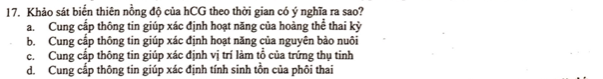 17. Khảo sát biến thiên nồng độ của hCG theo thời gian có ý nghĩa ra sao?
a. Cung cấp thông tin giúp xác định hoạt năng của hoàng thể thai kỳ
b. Cung cấp thông tin giúp xác định hoạt năng của nguyên bào nuôi
c. Cung cấp thông tin giúp xác định vị trí làm tổ của trứng thụ tinh
d. Cung cấp thông tin giúp xác định tính sinh tồn của phôi thai